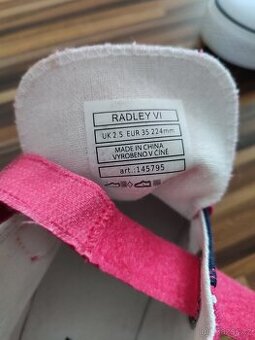 RADLEY VI
UK 2.5 EUR 35 224mm
MADE IN CHINA
VYROBENO V ČÍNĚ
art.:145795